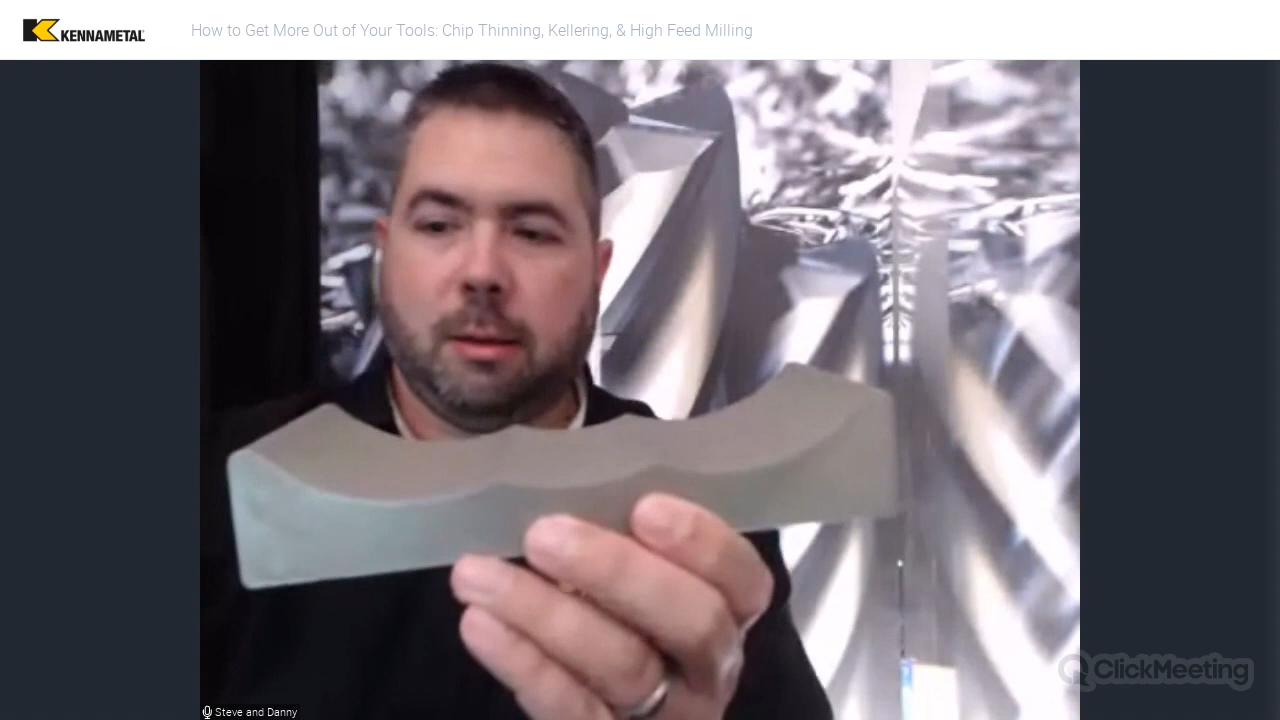 KENNAMETAL
How to Get More Out of Your Tools: Chip Thinning, Kellering, & High Feed Milling
ClickMeeting
Steve and Danny